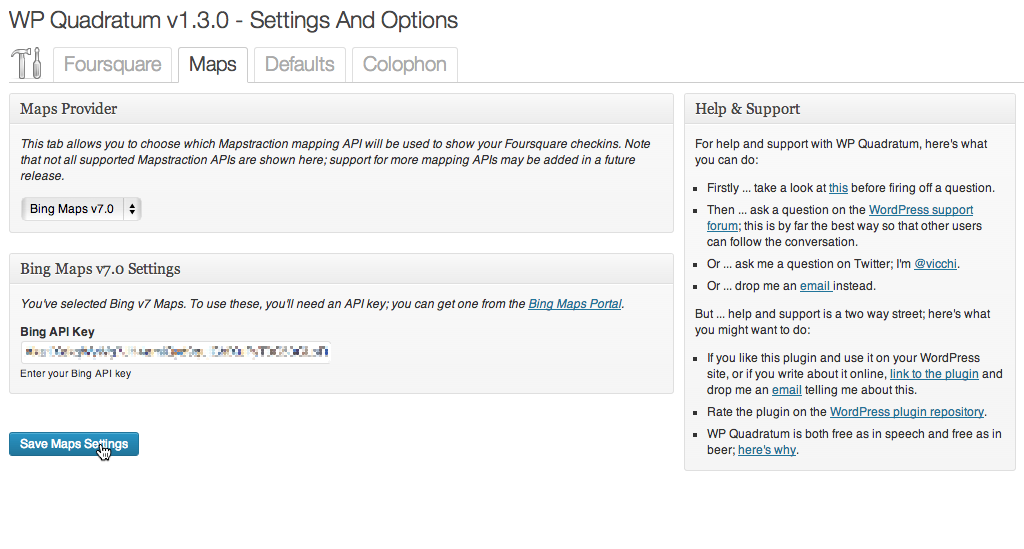 WP Quadratum v1.3.0 - Settings And Options
Foursquare
Maps
Defaults
Colophon
Maps Provider
This tab allows you to choose which Mapstraction mapping API will be used to show your Foursquare checkins. Note
that not all supported Mapstraction APIs are shown here; support for more mapping APIs may be added in a future
release.
Bing Maps v7.0
Bing Maps v7.0 Settings
You've selected Bing v7 Maps. To use these, you'll need an API key; you can get one from the Bing Maps Portal.
Bing API Key
Enter your Bing API key
Save Maps Settings
Help & Support
For help and support with WP Quadratum, here's what
you can do:
Firstly ... take a look at this before firing off a question.
Then ... ask a question on the WordPress support
forum; this is by far the best way so that other users
can follow the conversation.
Or ... ask me a question on Twitter; I'm @vicchi.
Or ... drop me an email instead.
But ... help and support is a two way street; here's what
you might want to do:
If you like this plugin and use it on your WordPress
site, or if you write about it online, link to the plugin and
drop me an email telling me about this.
Rate the plugin on the WordPress plugin repository.
WP Quadratum is both free as in speech and free as in
beer; here's why.